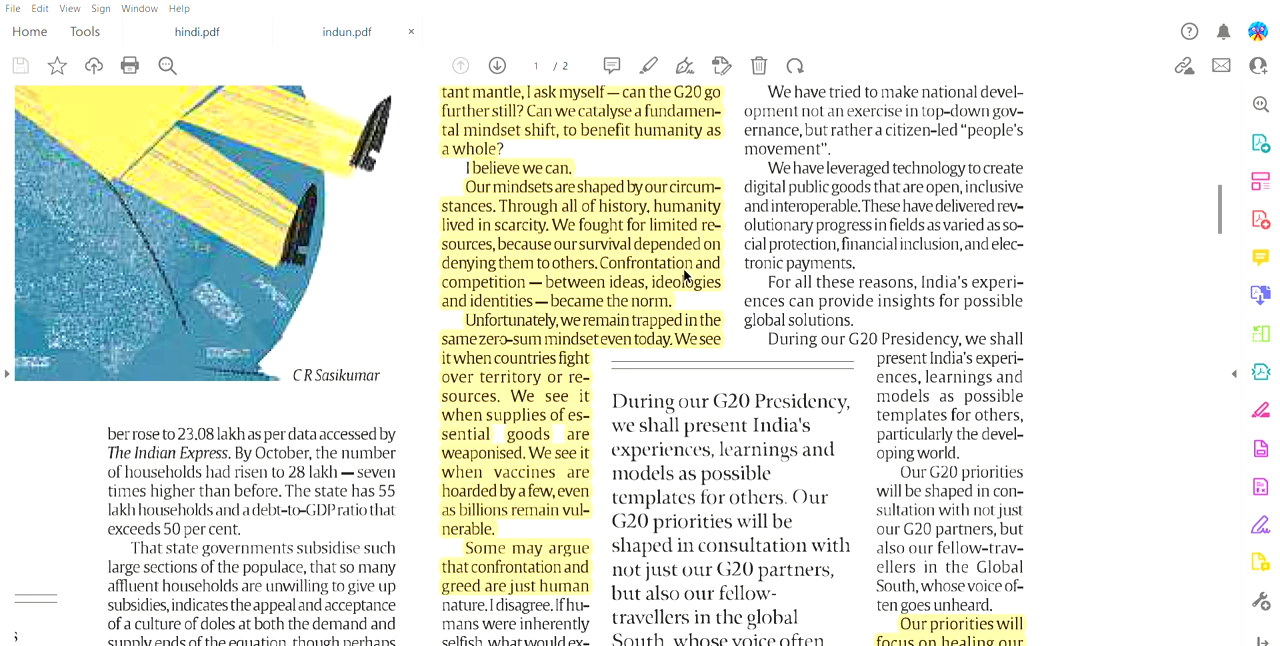 File Edit View Sign Window Help
Home Tools hindi.pdf indun.pdf ×
1 / 2
C R Sasikumar
ber rose to 23.08 lakh as per data accessed by
The Indian Express. By October, the number
of households had risen to 28 lakh — seven
times higher than before. The state has 55
lakh households and a debt-to-GDP ratio that
exceeds 50 per cent.
That state governments subsidise such
large sections of the populace, that so many
affluent households are unwilling to give up
subsidies, indicates the appeal and acceptance
of a culture of doles at both the demand and
supply ends of the equation, though perhaps
tant mantle, I ask myself — can the G20 go
further still? Can we catalyse a fundamen-
tal mindset shift, to benefit humanity as
a whole?
I believe we can.
Our mindsets are shaped by our circum-
stances. Through all of history, humanity
lived in scarcity. We fought for limited re-
sources, because our survival depended on
denying them to others. Confrontation and
competition — between ideas, ideologies
and identities — became the norm.
Unfortunately, we remain trapped in the
same zero-sum mindset even today. We see
it when countries fight
over territory or re-
sources. We see it
when supplies of es-
sential goods are
weaponised. We see it
when vaccines are
hoarded by a few, even
as billions remain vul-
nerable.
Some may argue
that confrontation and
greed are just human
nature. I disagree. If hu-
mans were inherently
selfish, what would ex-
During our G20 Presidency,
we shall present India's
experiences, learnings and
models as possible
templates for others. Our
G20 priorities will be
shaped in consultation with
not just our G20 partners,
but also our fellow-
travellers in the global
South, whose voice often
We have tried to make national devel-
opment not an exercise in top-down gov-
ernance, but rather a citizen-led “people's
movement”.
We have leveraged technology to create
digital public goods that are open, inclusive
and interoperable. These have delivered rev-
olutionary progress in fields as varied as so-
cial protection, financial inclusion, and elec-
tronic payments.
For all these reasons, India's experi-
ences can provide insights for possible
global solutions.
During our G20 Presidency, we shall
present India's experi-
ences, learnings and
models as possible
templates for others,
particularly the devel-
oping world.
Our G20 priorities
will be shaped in con-
sultation with not just
our G20 partners, but
also our fellow-trav-
ellers in the Global
South, whose voice of-
ten goes unheard.
Our priorities will
focus on healing our